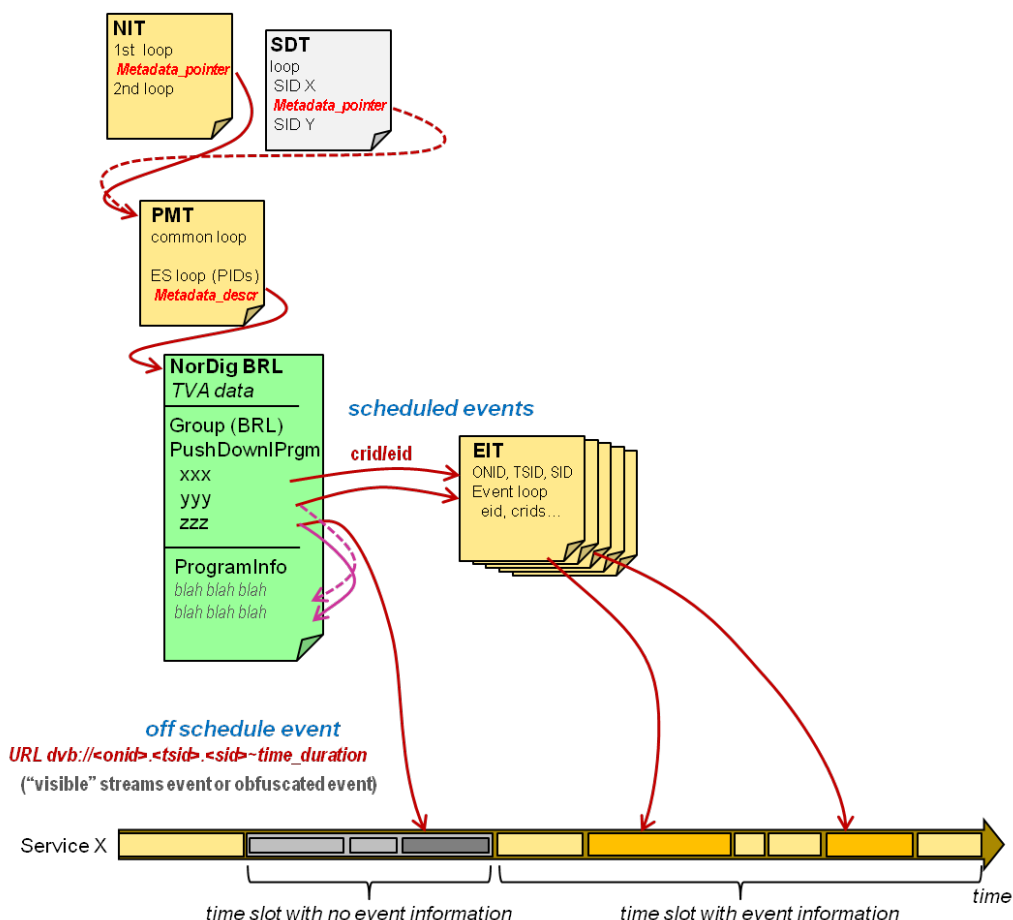 NIT
1st loop
Metadata_pointer
2nd loop
SDT
loop
SID X
Metadata_pointer
SID Y
PMT
common loop
ES loop (PIDs)
Metadata_descr
NorDig BRL
TVA data
Group (BRL)
PushDownlPrgm
xxx
yyy
zzz
ProgramInfo
blah blah blah
blah blah blah
scheduled events
crid/eid
EIT
ONID, TSID, SID
Event loop
eid, crids...
off schedule event
URL dvb://<onid>.<tsid>.<sid>~time_duration
("visible" streams event or obfuscated event)
Service X
time
time slot with no event information
time slot with event information